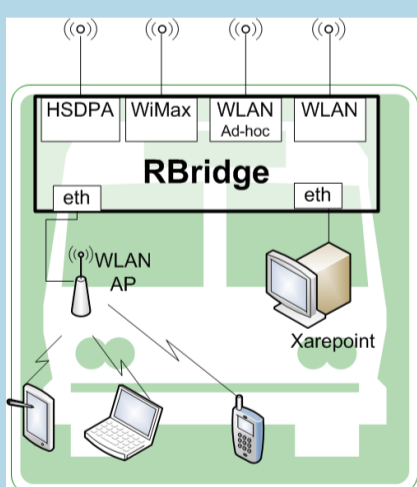 HSDPA
WiMax
WLAN
Ad-hoc
WLAN
RBridge
eth
eth
WLAN
AP
Xarepoint